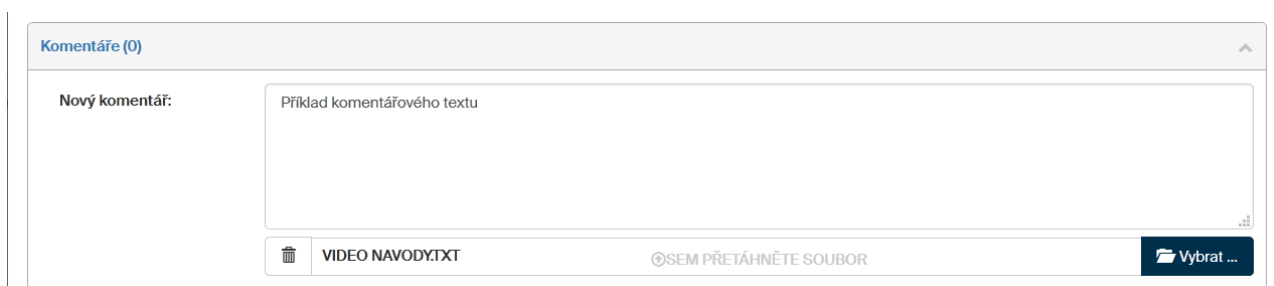 Komentáře (0)
Nový komentář:
Příklad komentářového textu
VIDEO NAVODY.TXT
SEM PŘETÁHNĚTE SOUBOR
Vybrat ...